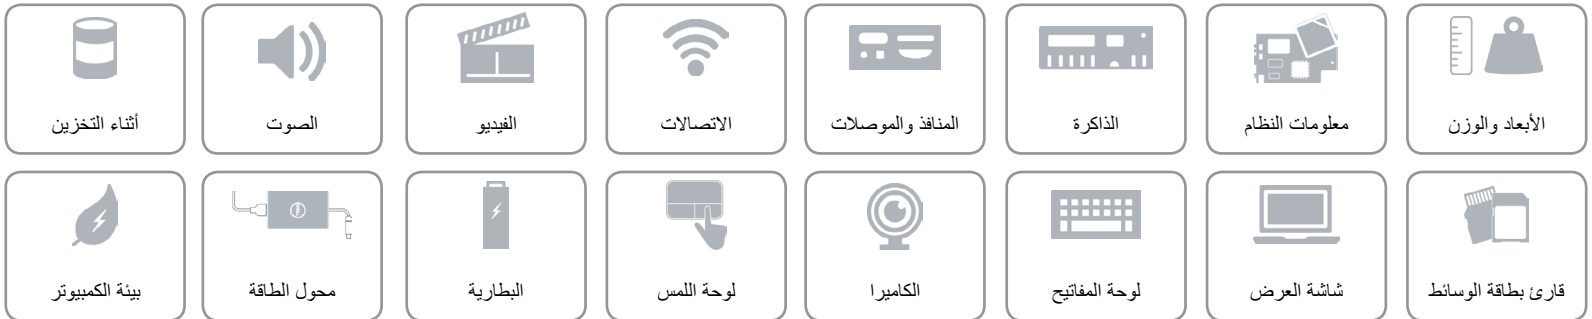 الأبعاد والوزن
معلومات النظام
الذاكرة
المنافذ والموصلات
الاتصالات
الفيديو
الصوت
أثناء التخزين
قارئ بطاقة الوسائط
شاشة العرض
لوحة المفاتيح
الكاميرا
لوحة اللمس
البطارية
محول الطاقة
بيئة الكمبيوتر